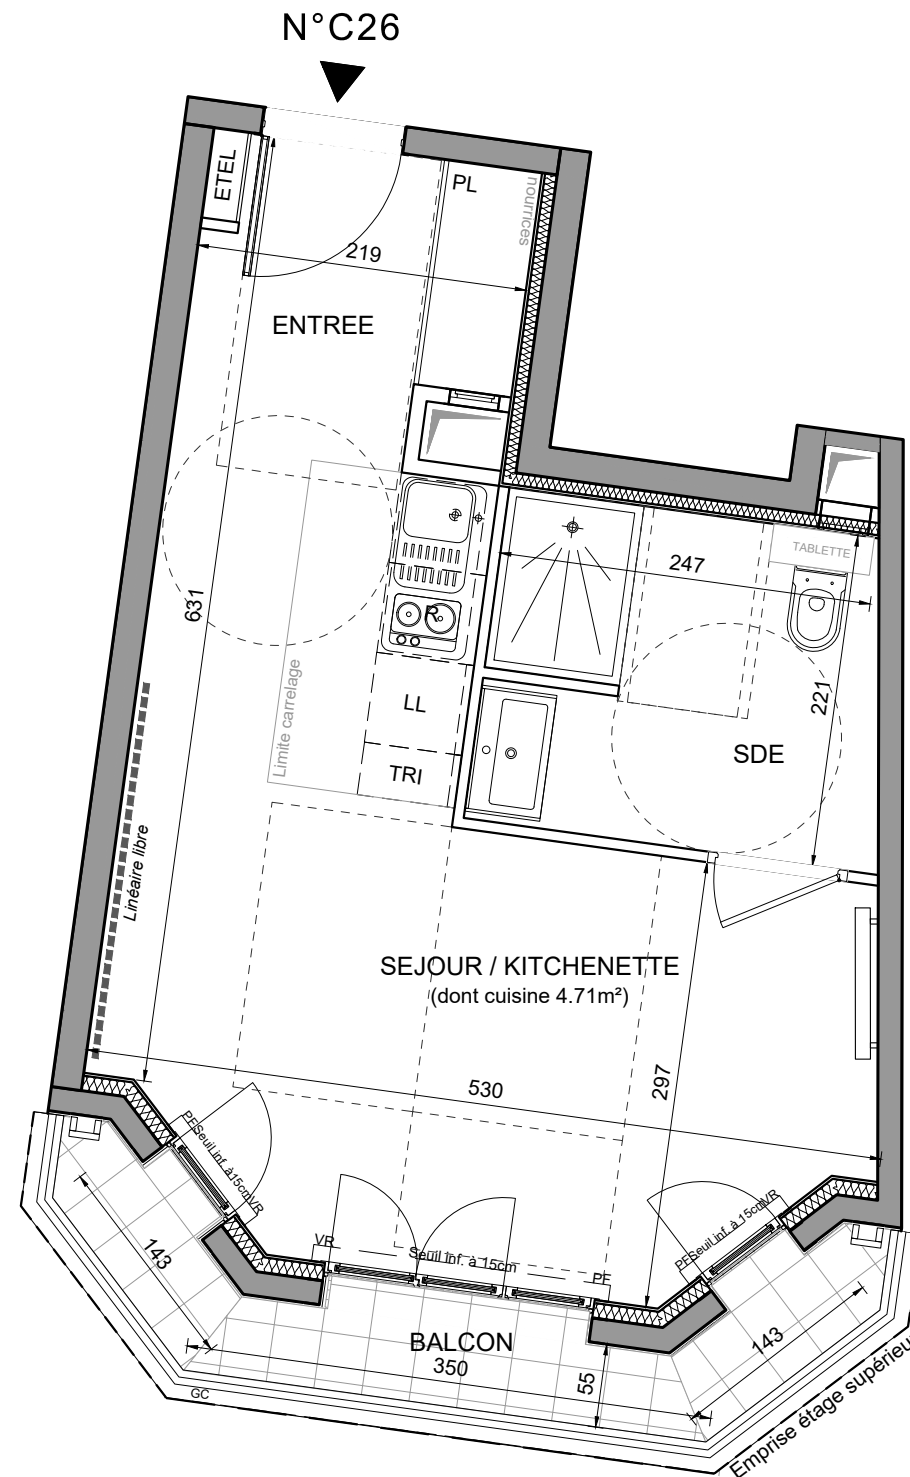 N°C26
ETEL
PL
nourrices
219
ENTREE
631
TABLETTE
247
R
221
LL
SDE
TRI
Limite carrelage
Linéaire libre
SEJOUR / KITCHENETTE
(dont cuisine 4.71m²)
530
297
PF Seuil inf. à 15cm VR
PF Seuil inf. à 15cm VR
VR Seuil inf. à 15cm PF
143
BALCON
350
55
143
GC
Emprise étage supérieu